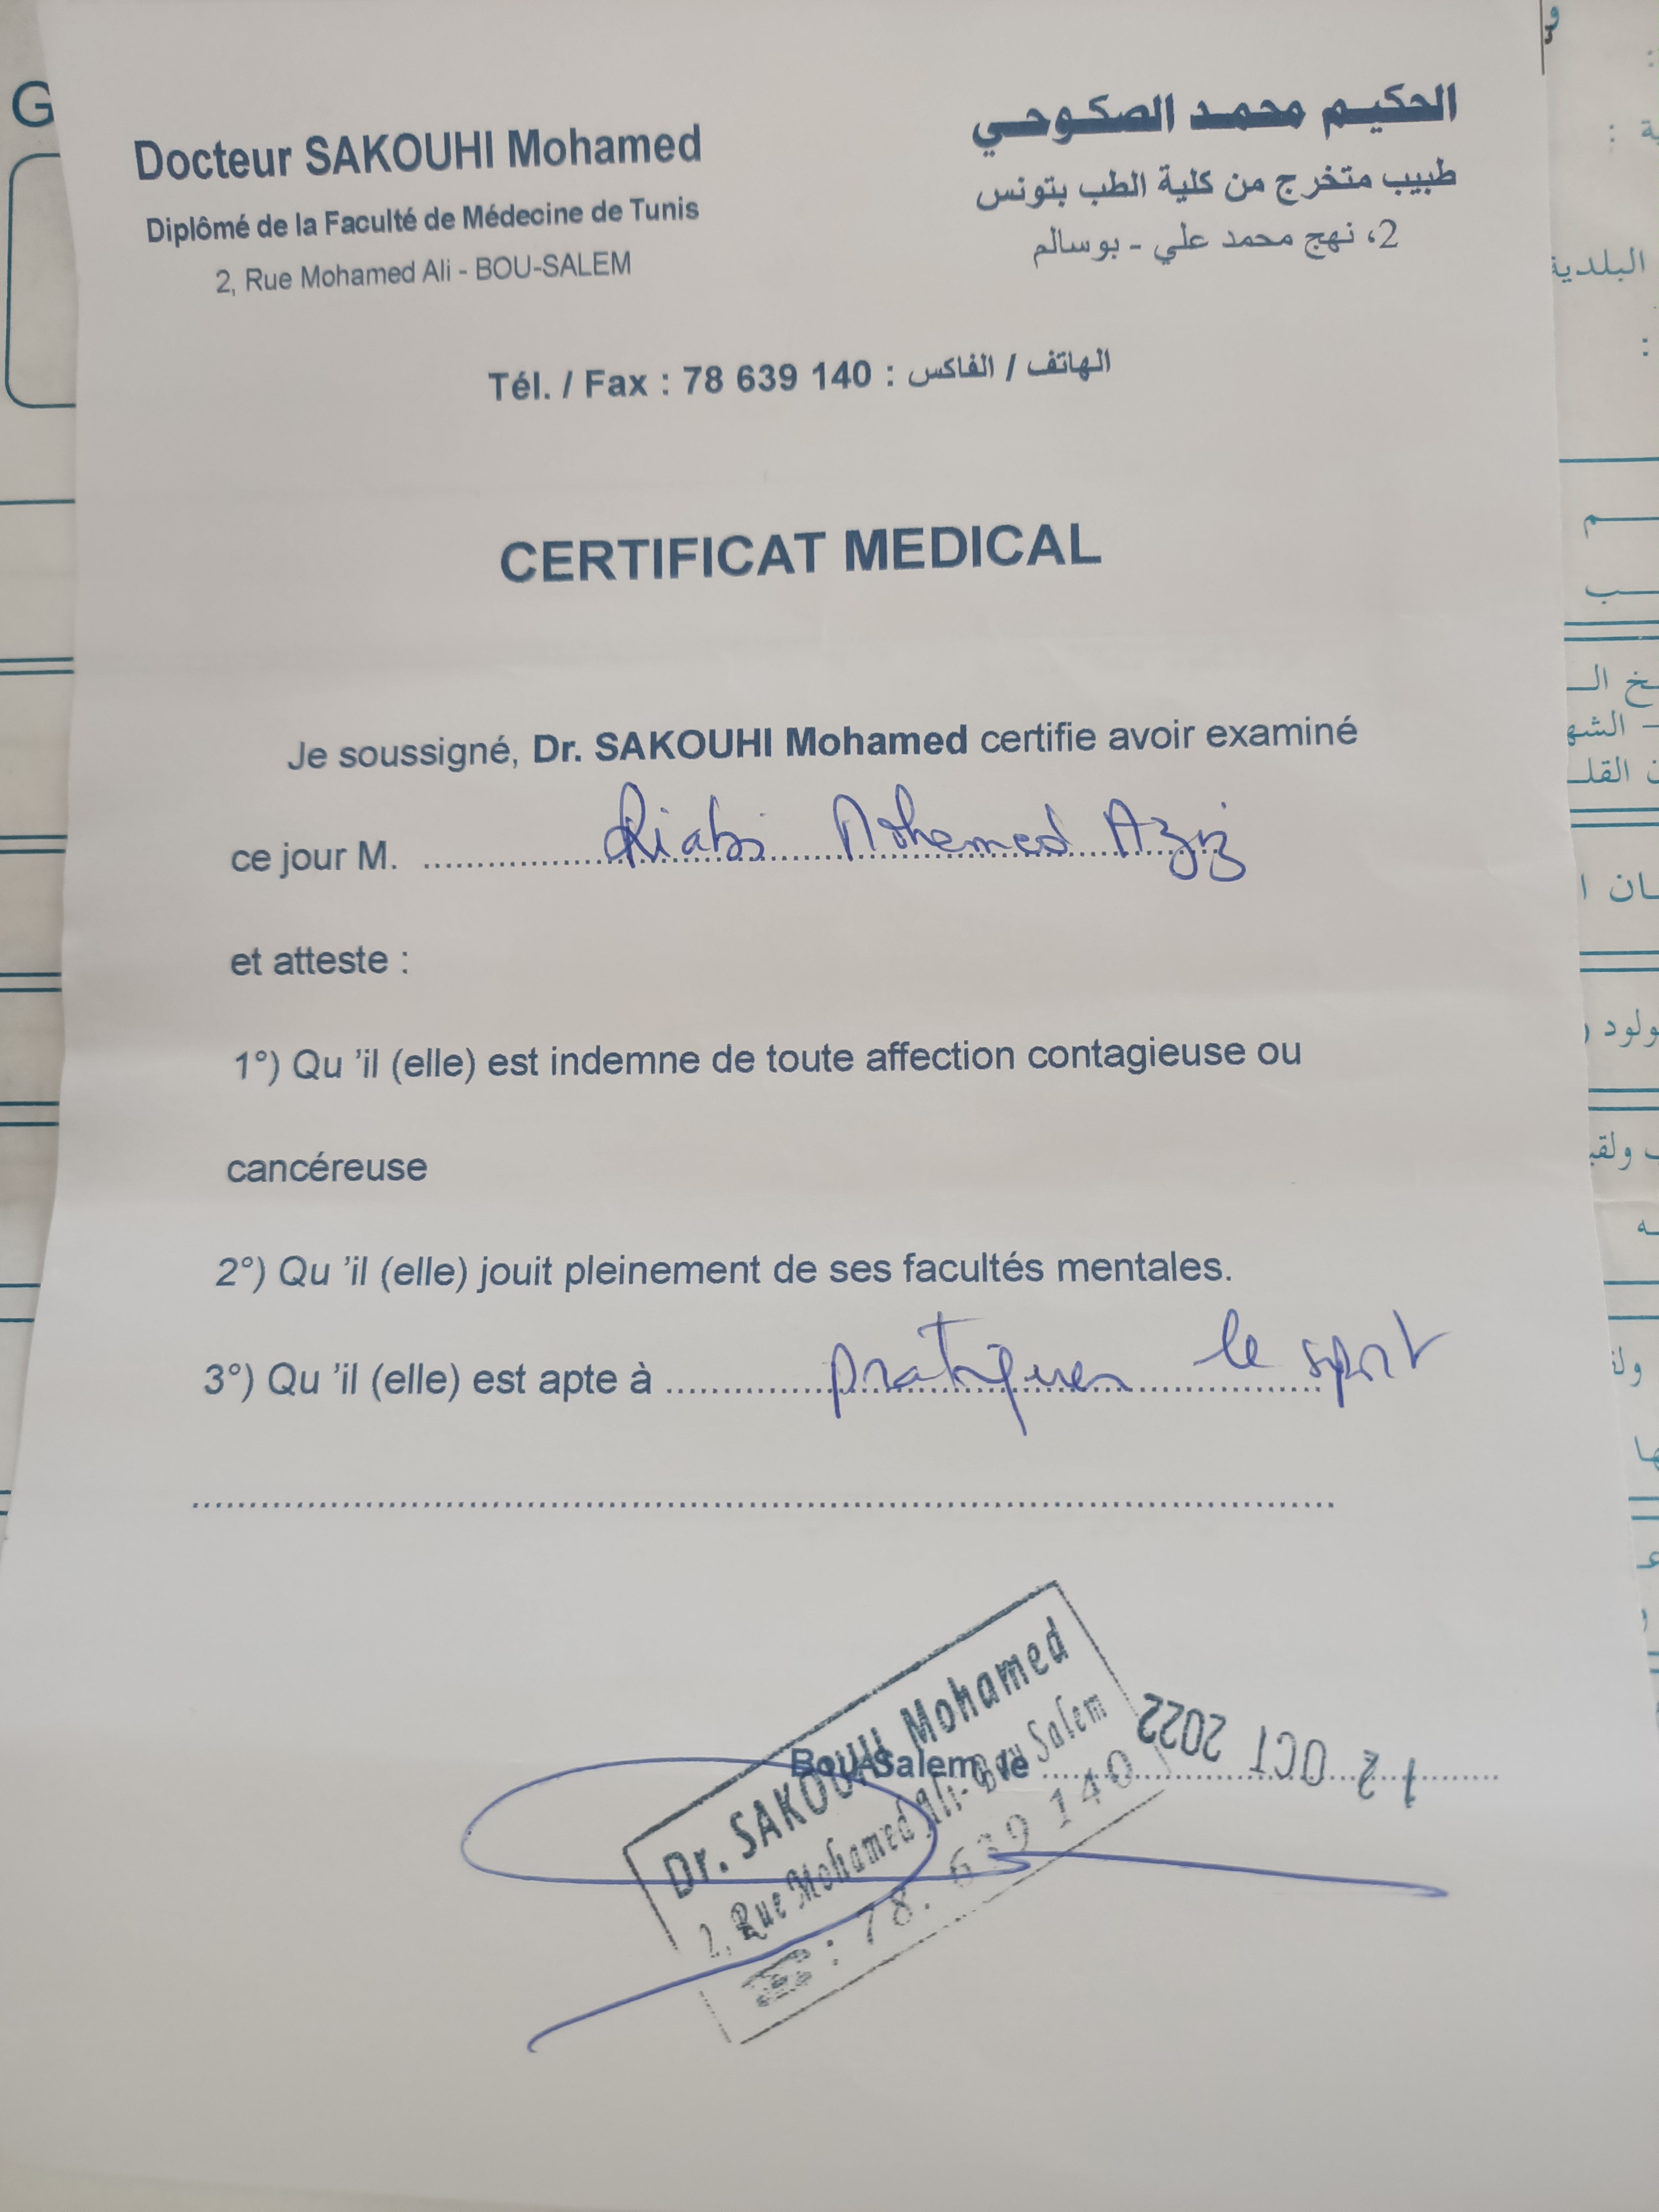 Docteur SAKOUHI Mohamed
Diplômé de la Faculté de Médecine de Tunis
2, Rue Mohamed Ali - BOU-SALEM
الحكيم محمد الصكوحي
طبيب متخرج من كلية الطب بتونس
2، نهج محمد علي - بوسالم
Tél. / Fax : 78 639 140 : الهاتف / الفاكس
CERTIFICAT MEDICAL
Je soussigné, Dr. SAKOUHI Mohamed certifie avoir examiné
ce jour M. Riabi Mohamed Aziz
et atteste :
1°) Qu 'il (elle) est indemne de toute affection contagieuse ou
cancéreuse
2°) Qu 'il (elle) jouit pleinement de ses facultés mentales.
3°) Qu 'il (elle) est apte à pratiquer le sport
Bou-Salem, le 12 OCT 2022
Dr. SAKOUHI Mohamed
2, Rue Mohamed Ali - Bou Salem
☎ : 78. 639 140
G
البلدية